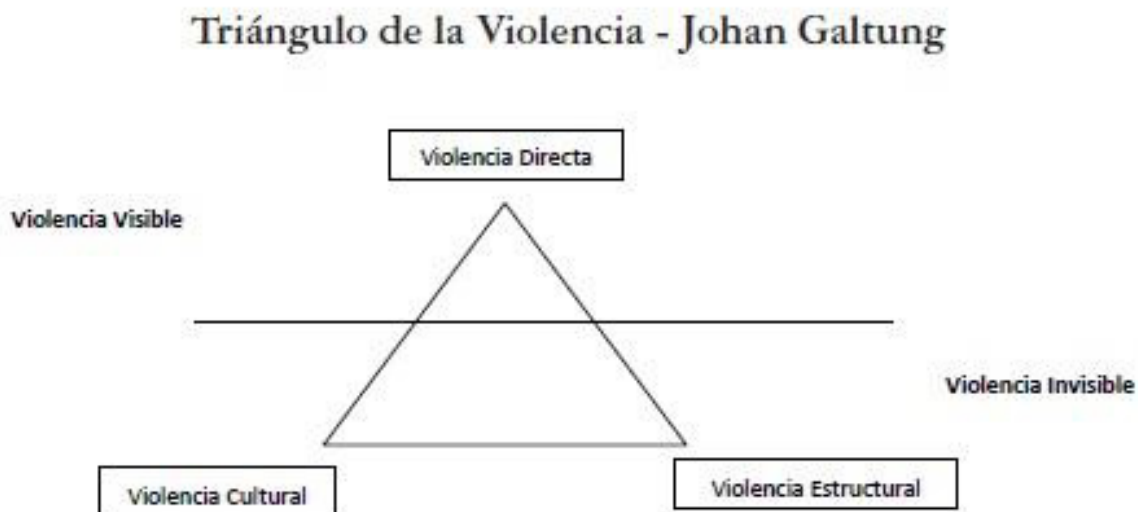 Triángulo de la Violencia - Johan Galtung
Violencia Directa
Violencia Visible
Violencia Invisible
Violencia Cultural
Violencia Estructural